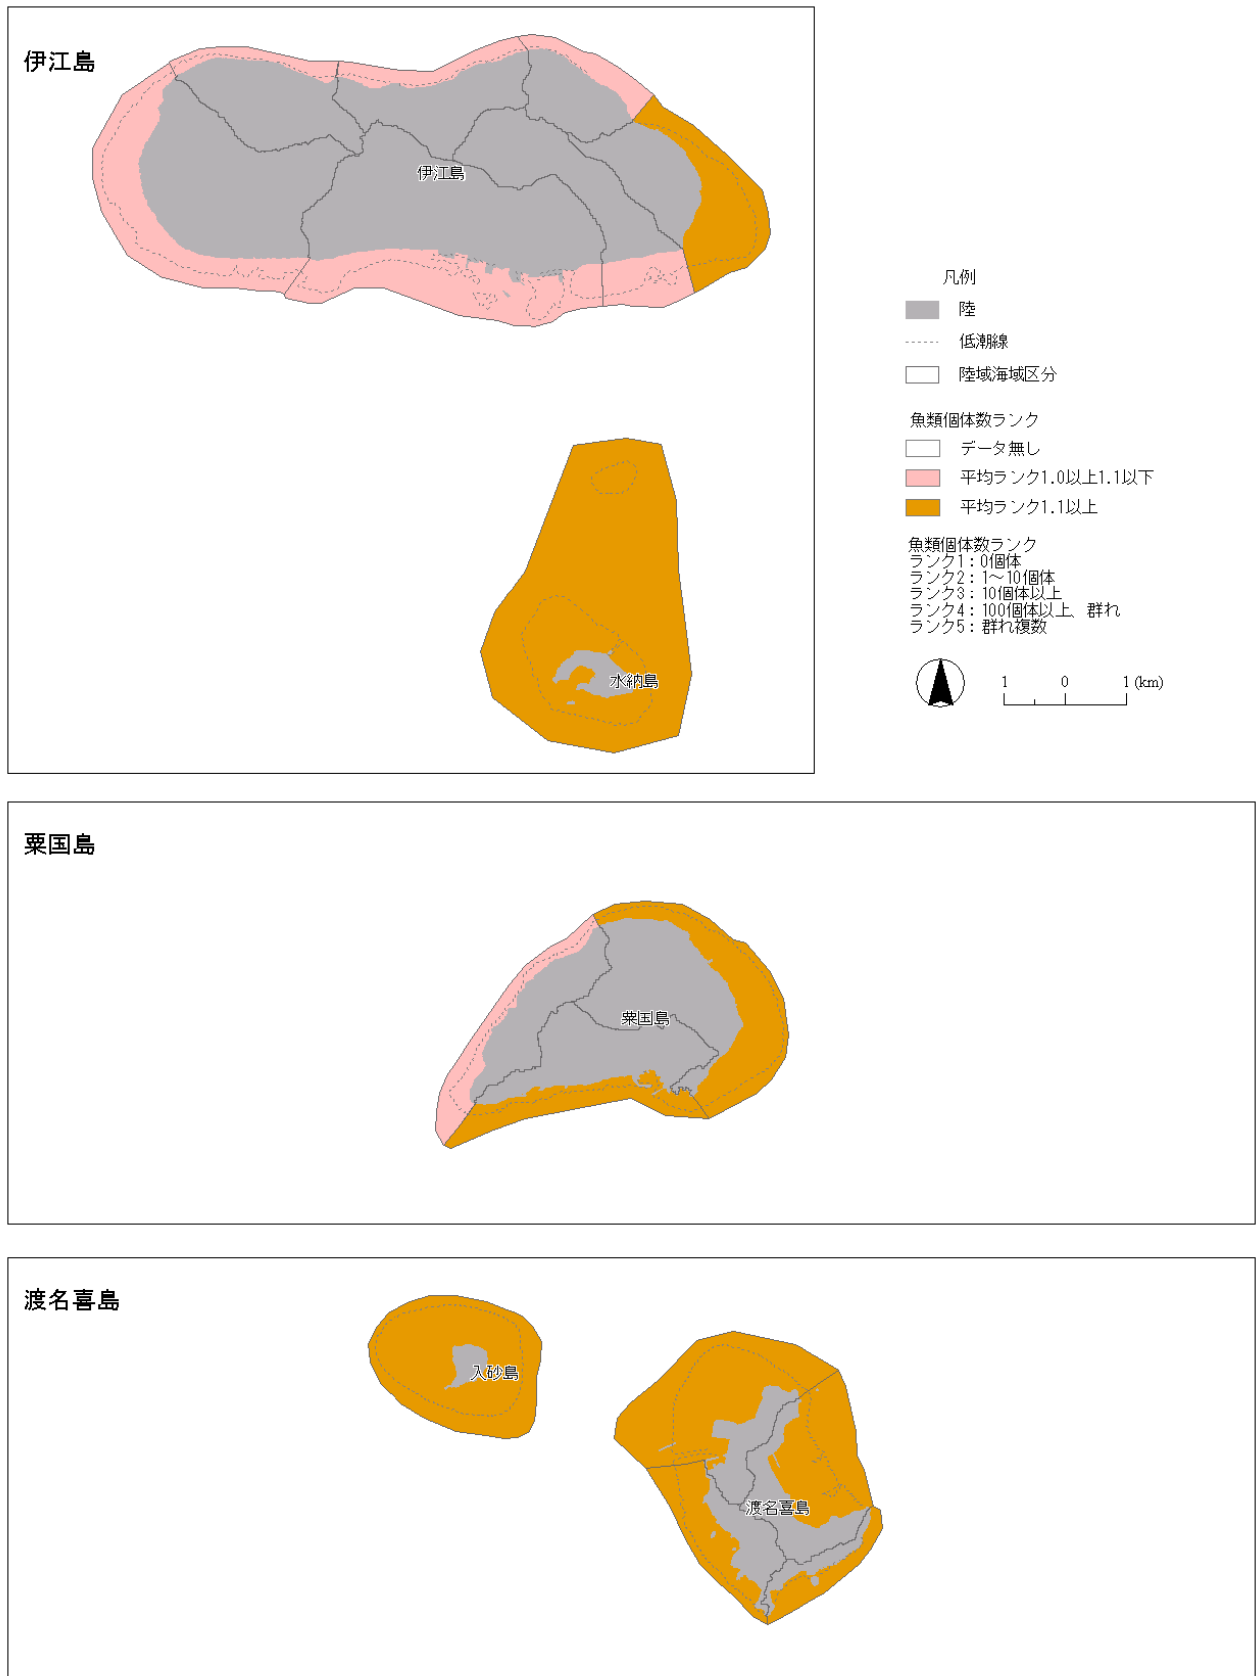 伊江島
伊江島
水納島
凡例
陸
低潮線
陸域海域区分
魚類個体数ランク
データ無し
平均ランク1.0以上1.1以下
平均ランク1.1以上
魚類個体数ランク
ランク1：0個体
ランク2：1～10個体
ランク3：10個体以上
ランク4：100個体以上、群れ
ランク5：群れ複数
1 0 1 (km)
粟国島
粟国島
渡名喜島
入砂島
渡名喜島